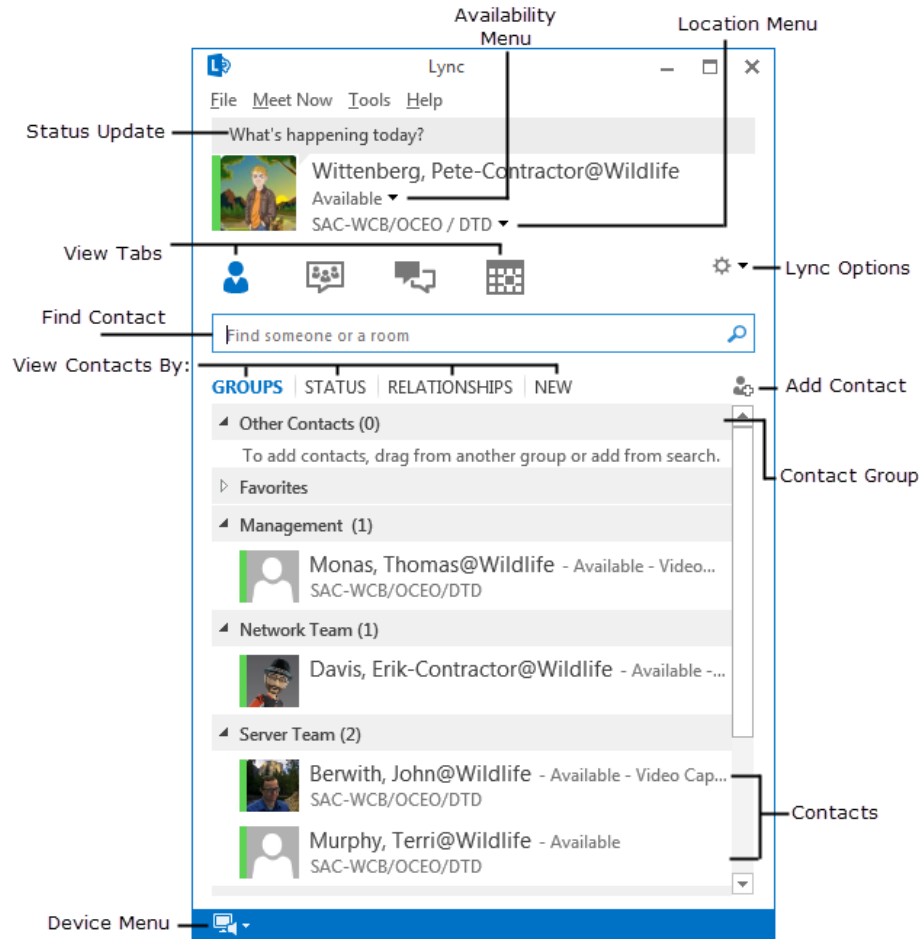 Availability
Menu
Location Menu
Lync
File Meet Now Tools Help
Status Update
What's happening today?
Wittenberg, Pete-Contractor@Wildlife
Available
SAC-WCB/OCEO / DTD
View Tabs
Lync Options
Find Contact
Find someone or a room
View Contacts By:
GROUPS STATUS RELATIONSHIPS NEW
Add Contact
Other Contacts (0)
To add contacts, drag from another group or add from search.
Contact Group
Favorites
Management (1)
Monas, Thomas@Wildlife - Available - Video...
SAC-WCB/OCEO/DTD
Network Team (1)
Davis, Erik-Contractor@Wildlife - Available -...
Server Team (2)
Berwith, John@Wildlife - Available - Video Cap...
SAC-WCB/OCEO/DTD
Contacts
Murphy, Terri@Wildlife - Available
SAC-WCB/OCEO/DTD
Device Menu